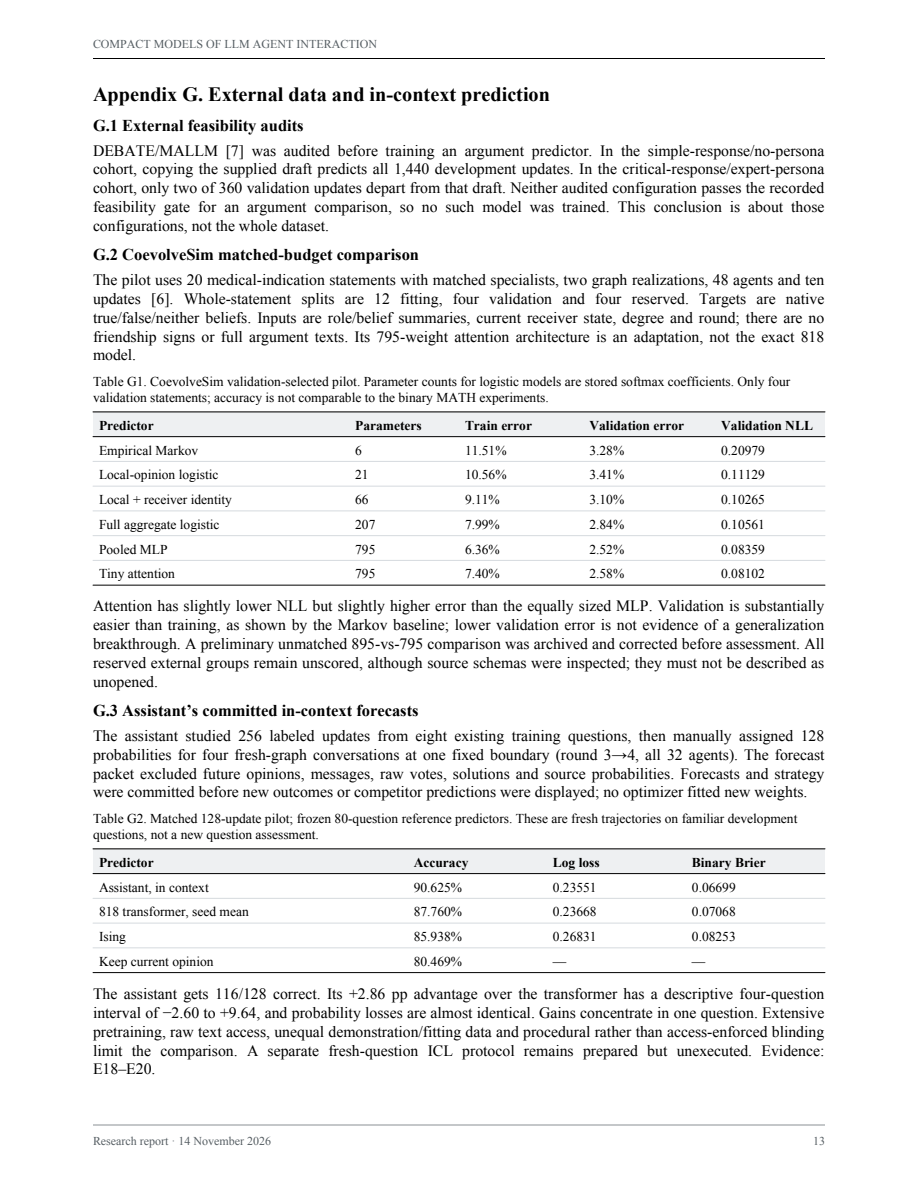 COMPACT MODELS OF LLM AGENT INTERACTION
Appendix G. External data and in-context prediction
G.1 External feasibility audits
DEBATE/MALLM [7] was audited before training an argument predictor. In the simple-response/no-persona
cohort, copying the supplied draft predicts all 1,440 development updates. In the critical-response/expert-persona
cohort, only two of 360 validation updates depart from that draft. Neither audited configuration passes the recorded
feasibility gate for an argument comparison, so no such model was trained. This conclusion is about those
configurations, not the whole dataset.
G.2 CoevolveSim matched-budget comparison
The pilot uses 20 medical-indication statements with matched specialists, two graph realizations, 48 agents and ten
updates [6]. Whole-statement splits are 12 fitting, four validation and four reserved. Targets are native
true/false/neither beliefs. Inputs are role/belief summaries, current receiver state, degree and round; there are no
friendship signs or full argument texts. Its 795-weight attention architecture is an adaptation, not the exact 818
model.
Table G1. CoevolveSim validation-selected pilot. Parameter counts for logistic models are stored softmax coefficients. Only four
validation statements; accuracy is not comparable to the binary MATH experiments.
Predictor Parameters Train error Validation error Validation NLL
Empirical Markov 6 11.51% 3.28% 0.20979
Local-opinion logistic 21 10.56% 3.41% 0.11129
Local + receiver identity 66 9.11% 3.10% 0.10265
Full aggregate logistic 207 7.99% 2.84% 0.10561
Pooled MLP 795 6.36% 2.52% 0.08359
Tiny attention 795 7.40% 2.58% 0.08102
Attention has slightly lower NLL but slightly higher error than the equally sized MLP. Validation is substantially
easier than training, as shown by the Markov baseline; lower validation error is not evidence of a generalization
breakthrough. A preliminary unmatched 895-vs-795 comparison was archived and corrected before assessment. All
reserved external groups remain unscored, although source schemas were inspected; they must not be described as
unopened.
G.3 Assistant’s committed in-context forecasts
The assistant studied 256 labeled updates from eight existing training questions, then manually assigned 128
probabilities for four fresh-graph conversations at one fixed boundary (round 3→4, all 32 agents). The forecast
packet excluded future opinions, messages, raw votes, solutions and source probabilities. Forecasts and strategy
were committed before new outcomes or competitor predictions were displayed; no optimizer fitted new weights.
Table G2. Matched 128-update pilot; frozen 80-question reference predictors. These are fresh trajectories on familiar development
questions, not a new question assessment.
Predictor Accuracy Log loss Binary Brier
Assistant, in context 90.625% 0.23551 0.06699
818 transformer, seed mean 87.760% 0.23668 0.07068
Ising 85.938% 0.26831 0.08253
Keep current opinion 80.469% — —
The assistant gets 116/128 correct. Its +2.86 pp advantage over the transformer has a descriptive four-question
interval of −2.60 to +9.64, and probability losses are almost identical. Gains concentrate in one question. Extensive
pretraining, raw text access, unequal demonstration/fitting data and procedural rather than access-enforced blinding
limit the comparison. A separate fresh-question ICL protocol remains prepared but unexecuted. Evidence:
E18–E20.
Research report · 14 November 2026 13